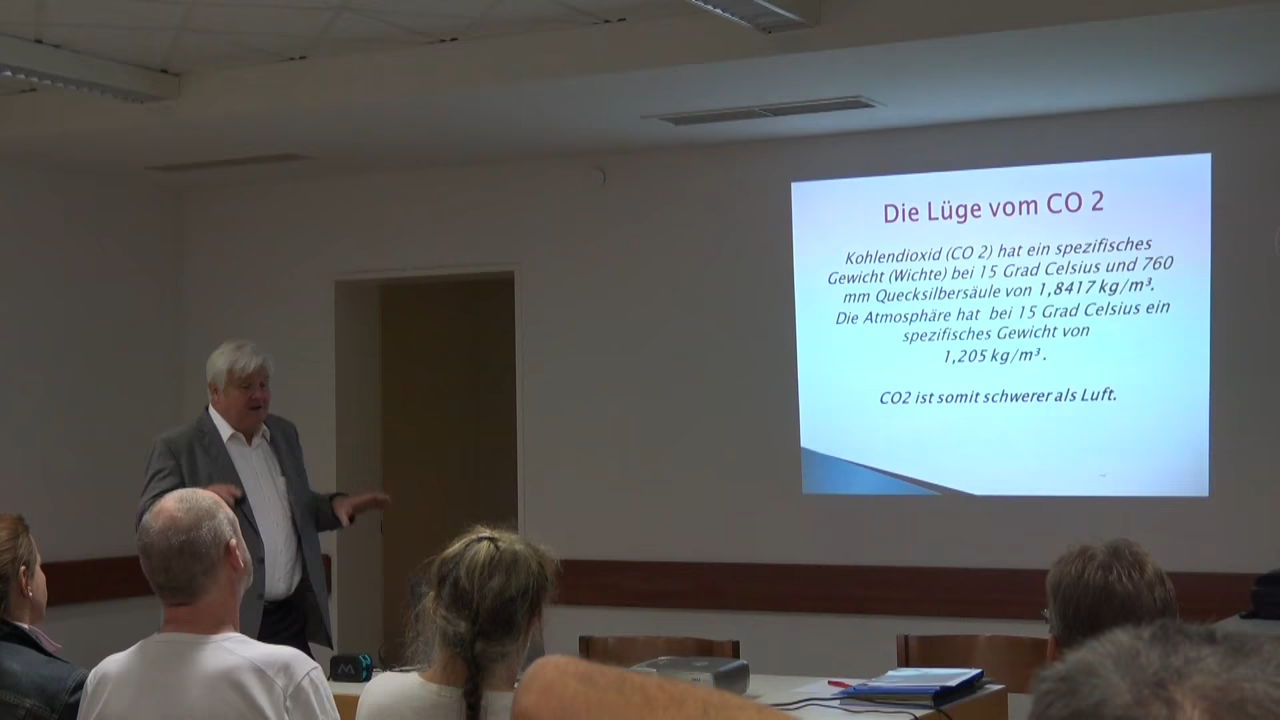 Die Lüge vom CO 2
Kohlendioxid (CO 2) hat ein spezifisches
Gewicht (Wichte) bei 15 Grad Celsius und 760
mm Quecksilbersäule von 1,8417 kg/m³.
Die Atmosphäre hat bei 15 Grad Celsius ein
spezifisches Gewicht von
1,205 kg/m³ .
CO2 ist somit schwerer als Luft.